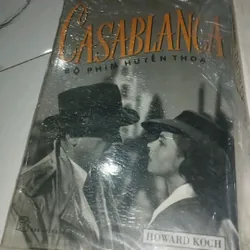 CASABLANCA
BỘ PHIM HUYỀN THOẠI
HOWARD KOCH